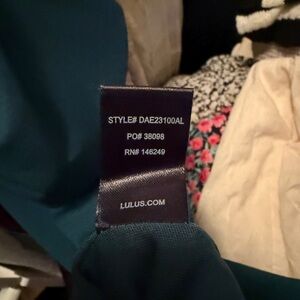 STYLE# DAE23100AL
PO# 38098
RN# 146249
LULUS.COM